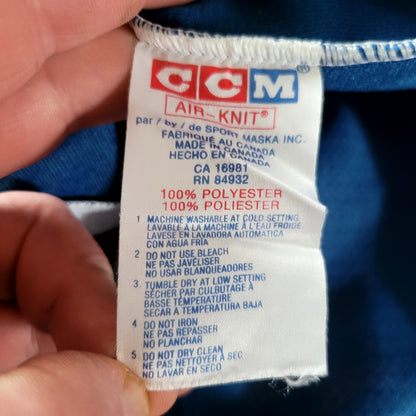 CCM®
AIR-KNIT®
par / by / de SPORT MASKA INC.
FABRIQUÉ AU CANADA
MADE IN CANADA
HECHO EN CANADA
CA 16981
RN 84932
100% POLYESTER
100% POLIESTER
1 MACHINE WASHABLE AT COLD SETTING
LAVABLE À LA MACHINE À L'EAU FROIDE
LAVESE EN LAVADORA AUTOMATICA
CON AGUA FRIA
2 DO NOT USE BLEACH
NE PAS JAVELISER
NO USAR BLANQUEADORES
3 TUMBLE DRY AT LOW SETTING
SÉCHER PAR CULBUTAGE À
BASSE TEMPÉRATURE
SECAR A TEMPERATURA BAJA
4 DO NOT IRON
NE PAS REPASSER
NO PLANCHAR
5 DO NOT DRY CLEAN
NE PAS NETTOYER À SEC
NO LAVAR EN SECO